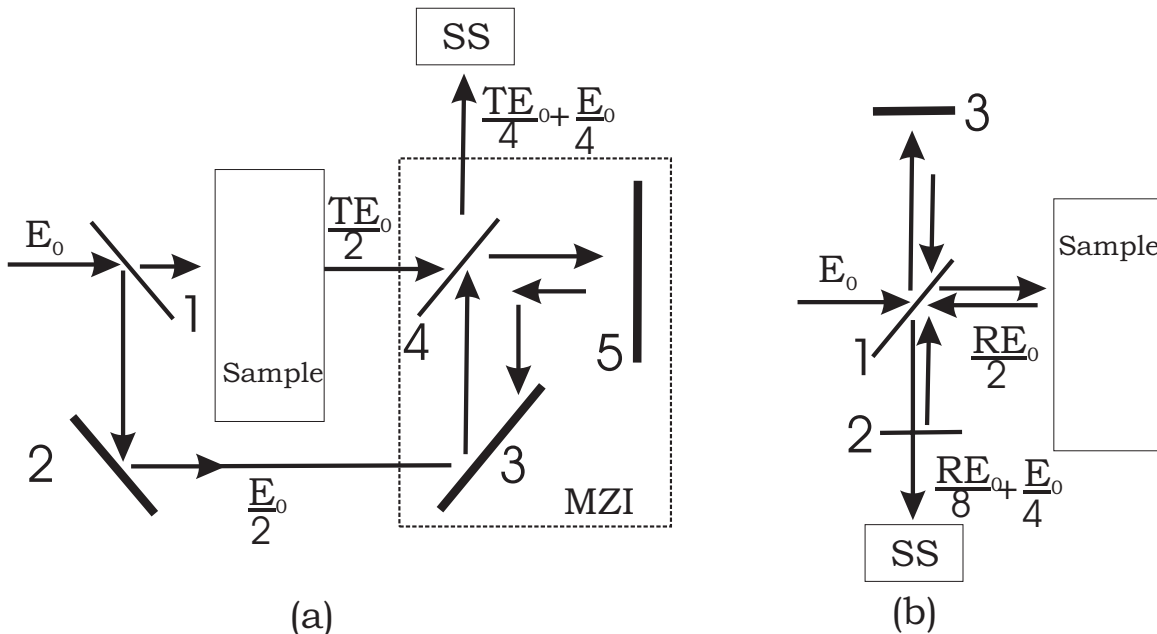 SS
TE₀/4 + E₀/4
E₀
1
Sample
TE₀/2
4
5
2
E₀/2
3
MZI
(a)
3
Sample
E₀
1
RE₀/2
2
RE₀/8 + E₀/4
SS
(b)